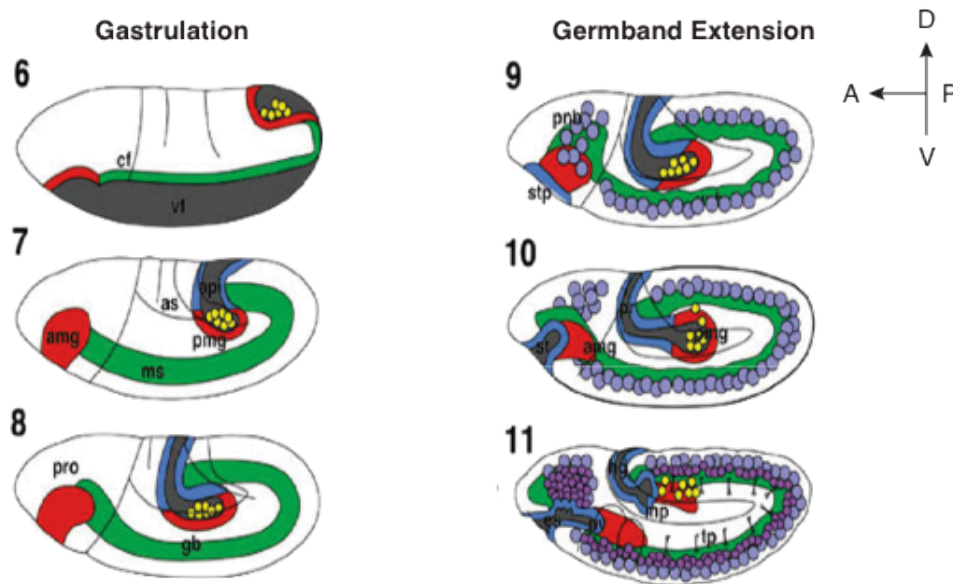 Gastrulation
6
cf
vf
7
as
api
amg
pmg
ms
8
pro
gb
Germband Extension
D
A P
V
9
pnb
stp
10
st
amg
11
hg
mp
tp